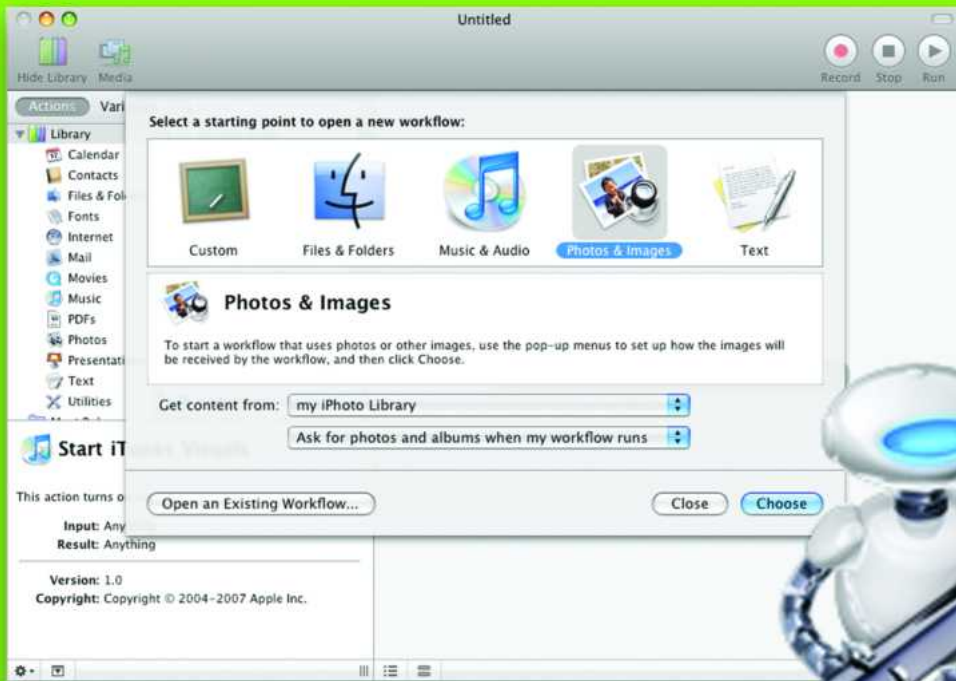 Untitled
Hide Library Media
Record Stop Run
Actions Vari
Library
Calendar
Contacts
Files & Fol
Fonts
Internet
Mail
Movies
Music
PDFs
Photos
Presentati
Text
Utilities
Select a starting point to open a new workflow:
Custom Files & Folders Music & Audio Photos & Images Text
Photos & Images
To start a workflow that uses photos or other images, use the pop-up menus to set up how the images will
be received by the workflow, and then click Choose.
Get content from: my iPhoto Library
Ask for photos and albums when my workflow runs
Open an Existing Workflow... Close Choose
Start iTunes Visuals
This action turns o
Input: Anything
Result: Anything
Version: 1.0
Copyright: Copyright © 2004-2007 Apple Inc.